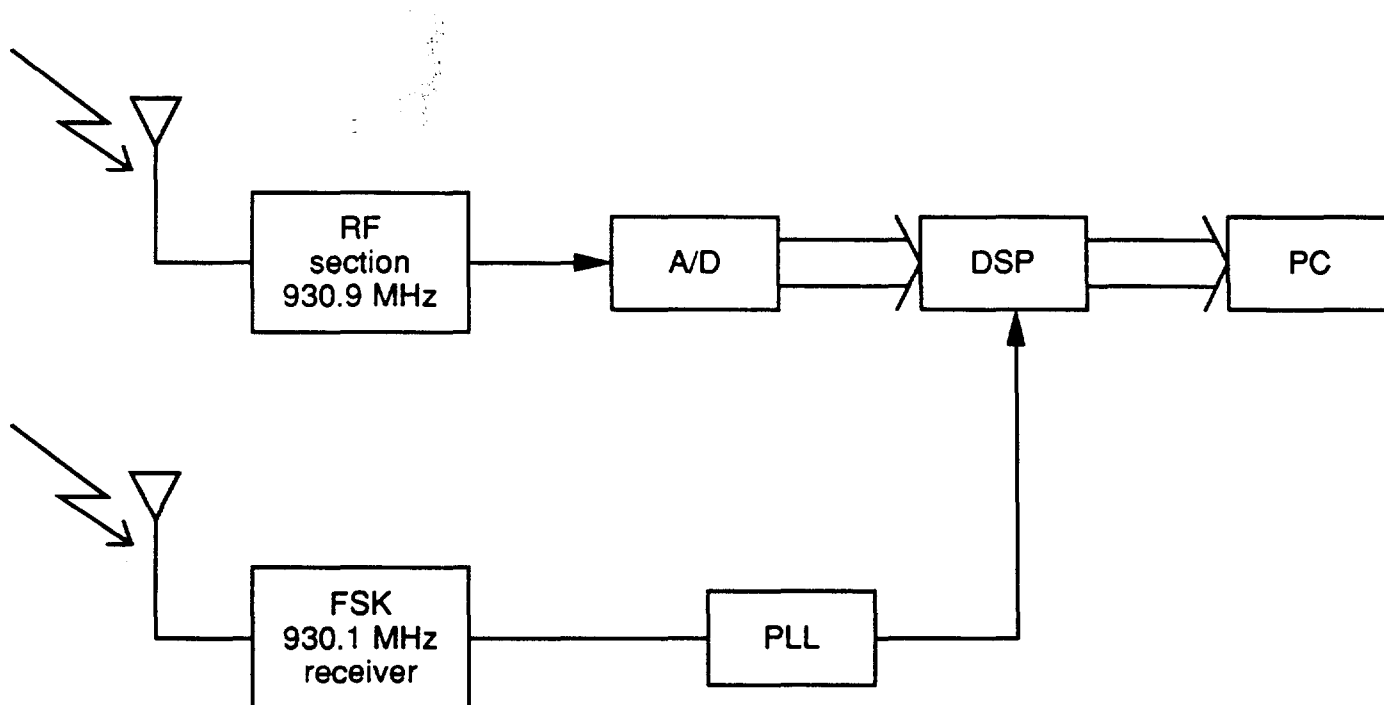 RF
section
930.9 MHz
A/D
DSP
PC
FSK
930.1 MHz
receiver
PLL